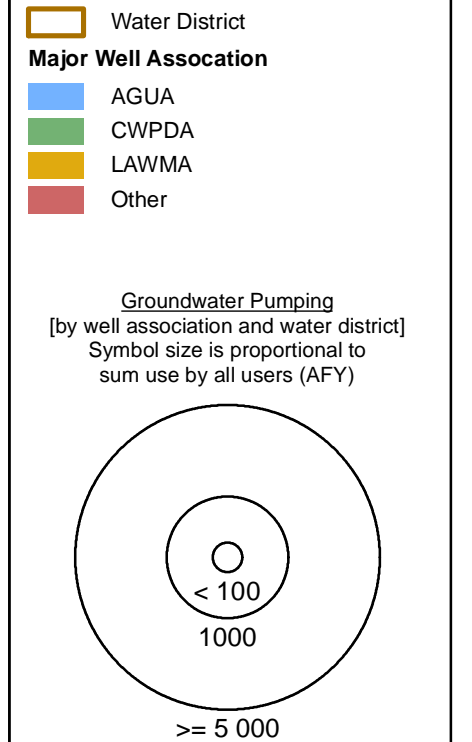 Water District
Major Well Assocation
AGUA
CWPDA
LAWMA
Other
Groundwater Pumping
[by well association and water district]
Symbol size is proportional to
sum use by all users (AFY)
< 100
1000
>= 5 000